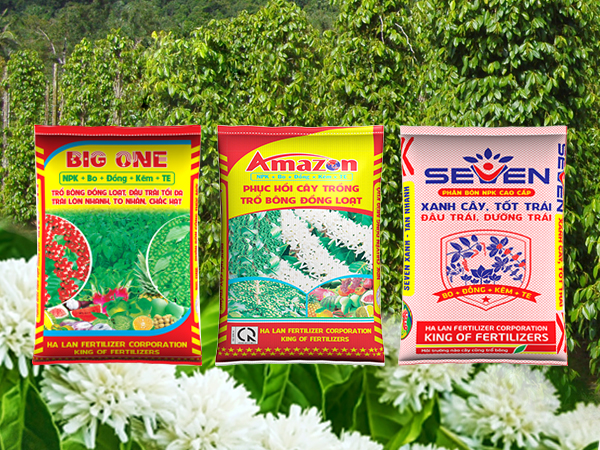 BIG ONE
NPK + Bo + Đồng + Kẽm + TE
TRỔ BÔNG ĐỒNG LOẠT, ĐẬU TRÁI TỐI ĐA
TRÁI LỚN NHANH, TO NHÂN, CHẮC HẠT
HA LAN FERTILIZER CORPORATION
KING OF FERTILIZERS
Amazon
NPK + Bo + Đồng + Kẽm + TE
PHỤC HỒI CÂY TRỒNG
TRỔ BÔNG ĐỒNG LOẠT
HA LAN FERTILIZER CORPORATION
KING OF FERTILIZERS
SEVEN
PHÂN BÓN NPK CAO CẤP
XANH CÂY, TỐT TRÁI
ĐẬU TRÁI, DƯỠNG TRÁI
BO + ĐỒNG + KẼM + TE
HA LAN FERTILIZER CORPORATION
KING OF FERTILIZERS
SEVEN XANH - TAN NHANH
SEVEN